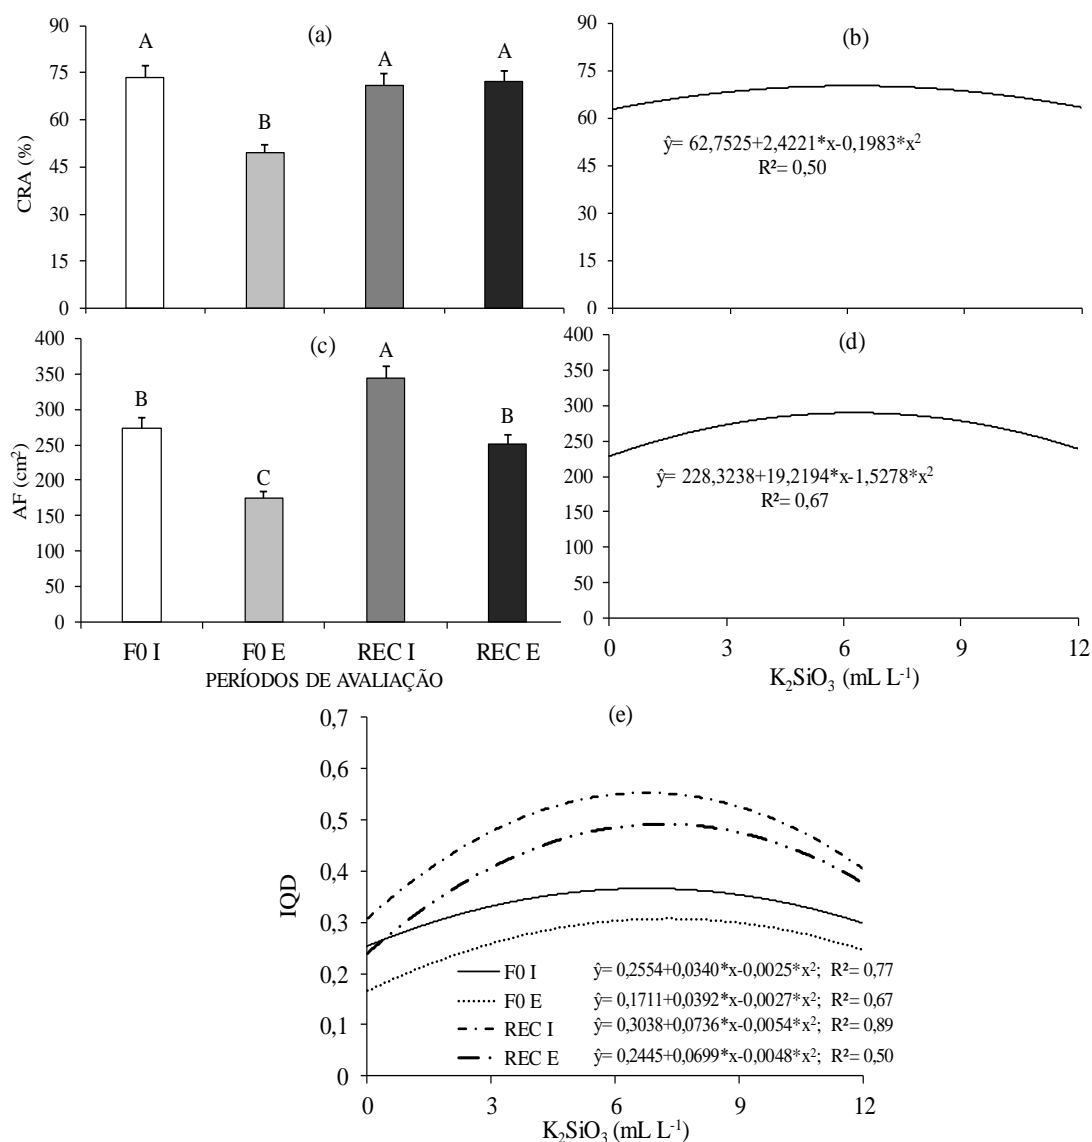 (a)
CRA (%)
90
75
60
45
30
15
0
A
B
A
A
(b)
90
75
60
45
30
15
0
ŷ= 62,7525+2,4221*x-0,1983*x²
R²= 0,50
(c)
AF (cm²)
400
350
300
250
200
150
100
50
0
B
C
A
B
F0 I F0 E REC I REC E
PERÍODOS DE AVALIAÇÃO
(d)
400
350
300
250
200
150
100
50
0
ŷ= 228,3238+19,2194*x-1,5278*x²
R²= 0,67
0 3 6 9 12
K₂SiO₃ (mL L⁻¹)
(e)
IQD
0,7
0,6
0,5
0,4
0,3
0,2
0,1
0
F0 I ŷ= 0,2554+0,0340*x-0,0025*x²; R²= 0,77
F0 E ŷ= 0,1711+0,0392*x-0,0027*x²; R²= 0,67
REC I ŷ= 0,3038+0,0736*x-0,0054*x²; R²= 0,89
REC E ŷ= 0,2445+0,0699*x-0,0048*x²; R²= 0,50
0 3 6 9 12
K₂SiO₃ (mL L⁻¹)